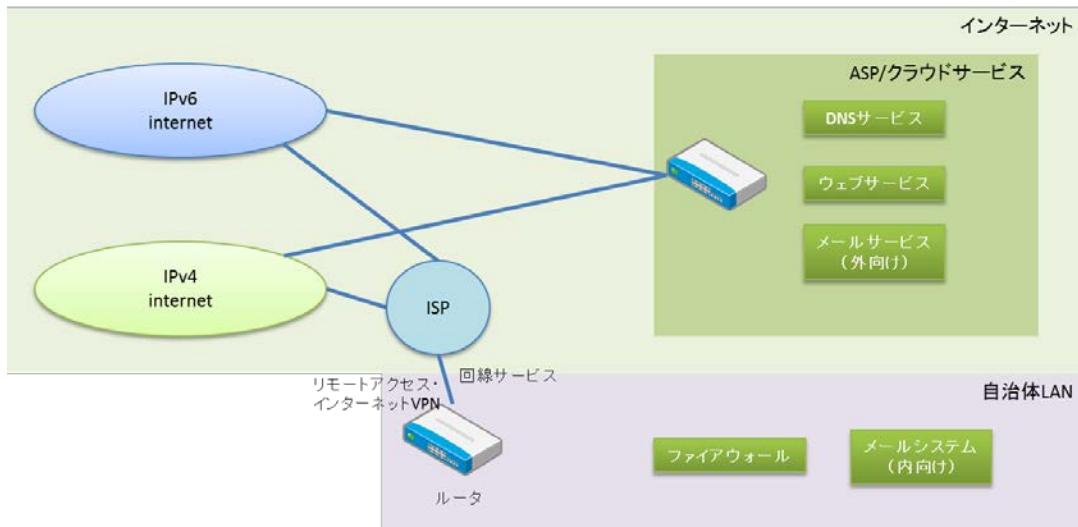 インターネット
ASP/クラウドサービス
IPv6
internet
DNSサービス
ウェブサービス
メールサービス
（外向け）
IPv4
internet
ISP
リモートアクセス・
インターネットVPN
回線サービス
自治体LAN
ファイアウォール
メールシステム
（内向け）
ルータ